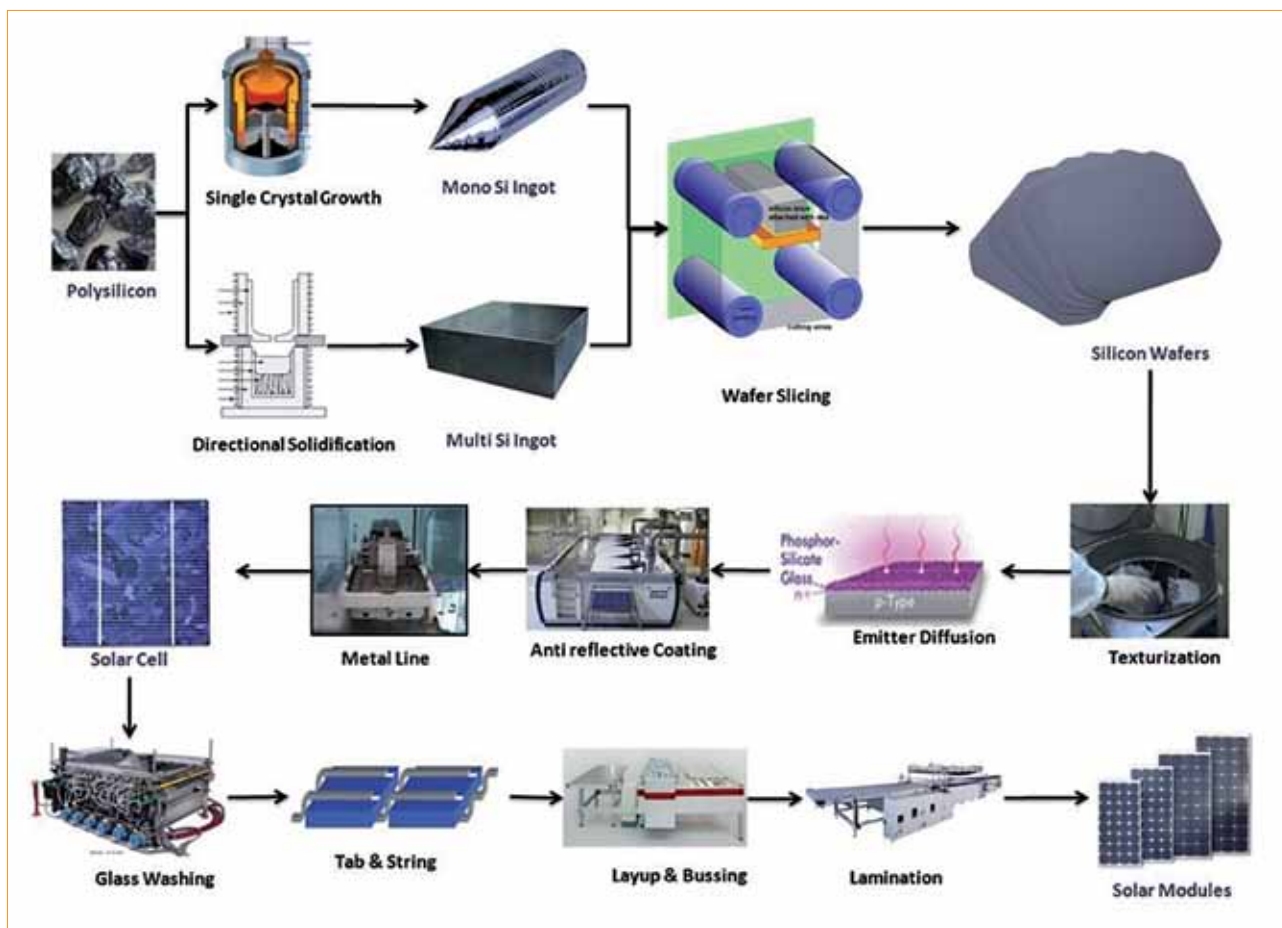 Single Crystal Growth
Mono Si Ingot
Polysilicon
Directional Solidification
Multi Si Ingot
Wafer Slicing
Silicon Wafers
Solar Cell
Metal Line
Anti reflective Coating
Phosphor-
Silicate
Glass
p-Type
Emitter Diffusion
Texturization
Glass Washing
Tab & String
Layup & Bussing
Lamination
Solar Modules